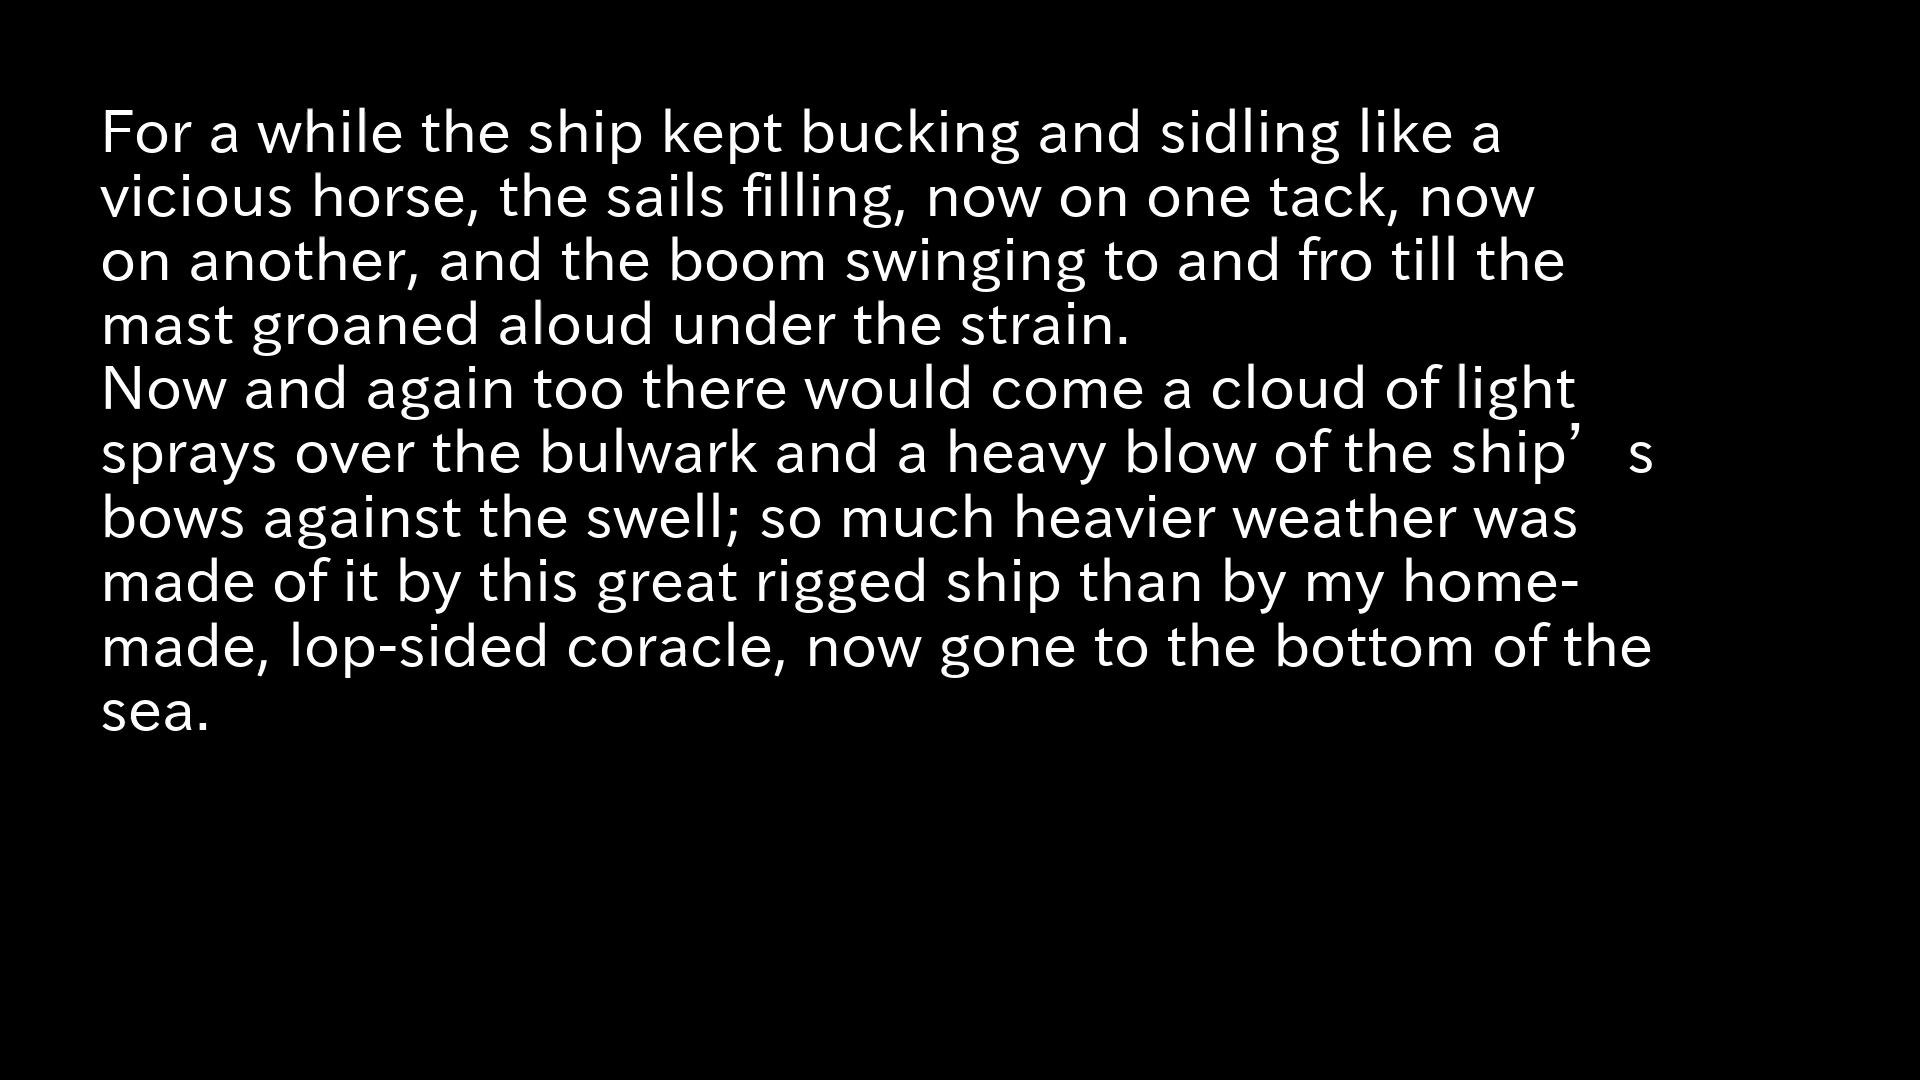 For a while the ship kept bucking and sidling like a
vicious horse, the sails filling, now on one tack, now
on another, and the boom swinging to and fro till the
mast groaned aloud under the strain.
Now and again too there would come a cloud of light
sprays over the bulwark and a heavy blow of the ship’s
bows against the swell; so much heavier weather was
made of it by this great rigged ship than by my home-
made, lop-sided coracle, now gone to the bottom of the
sea.